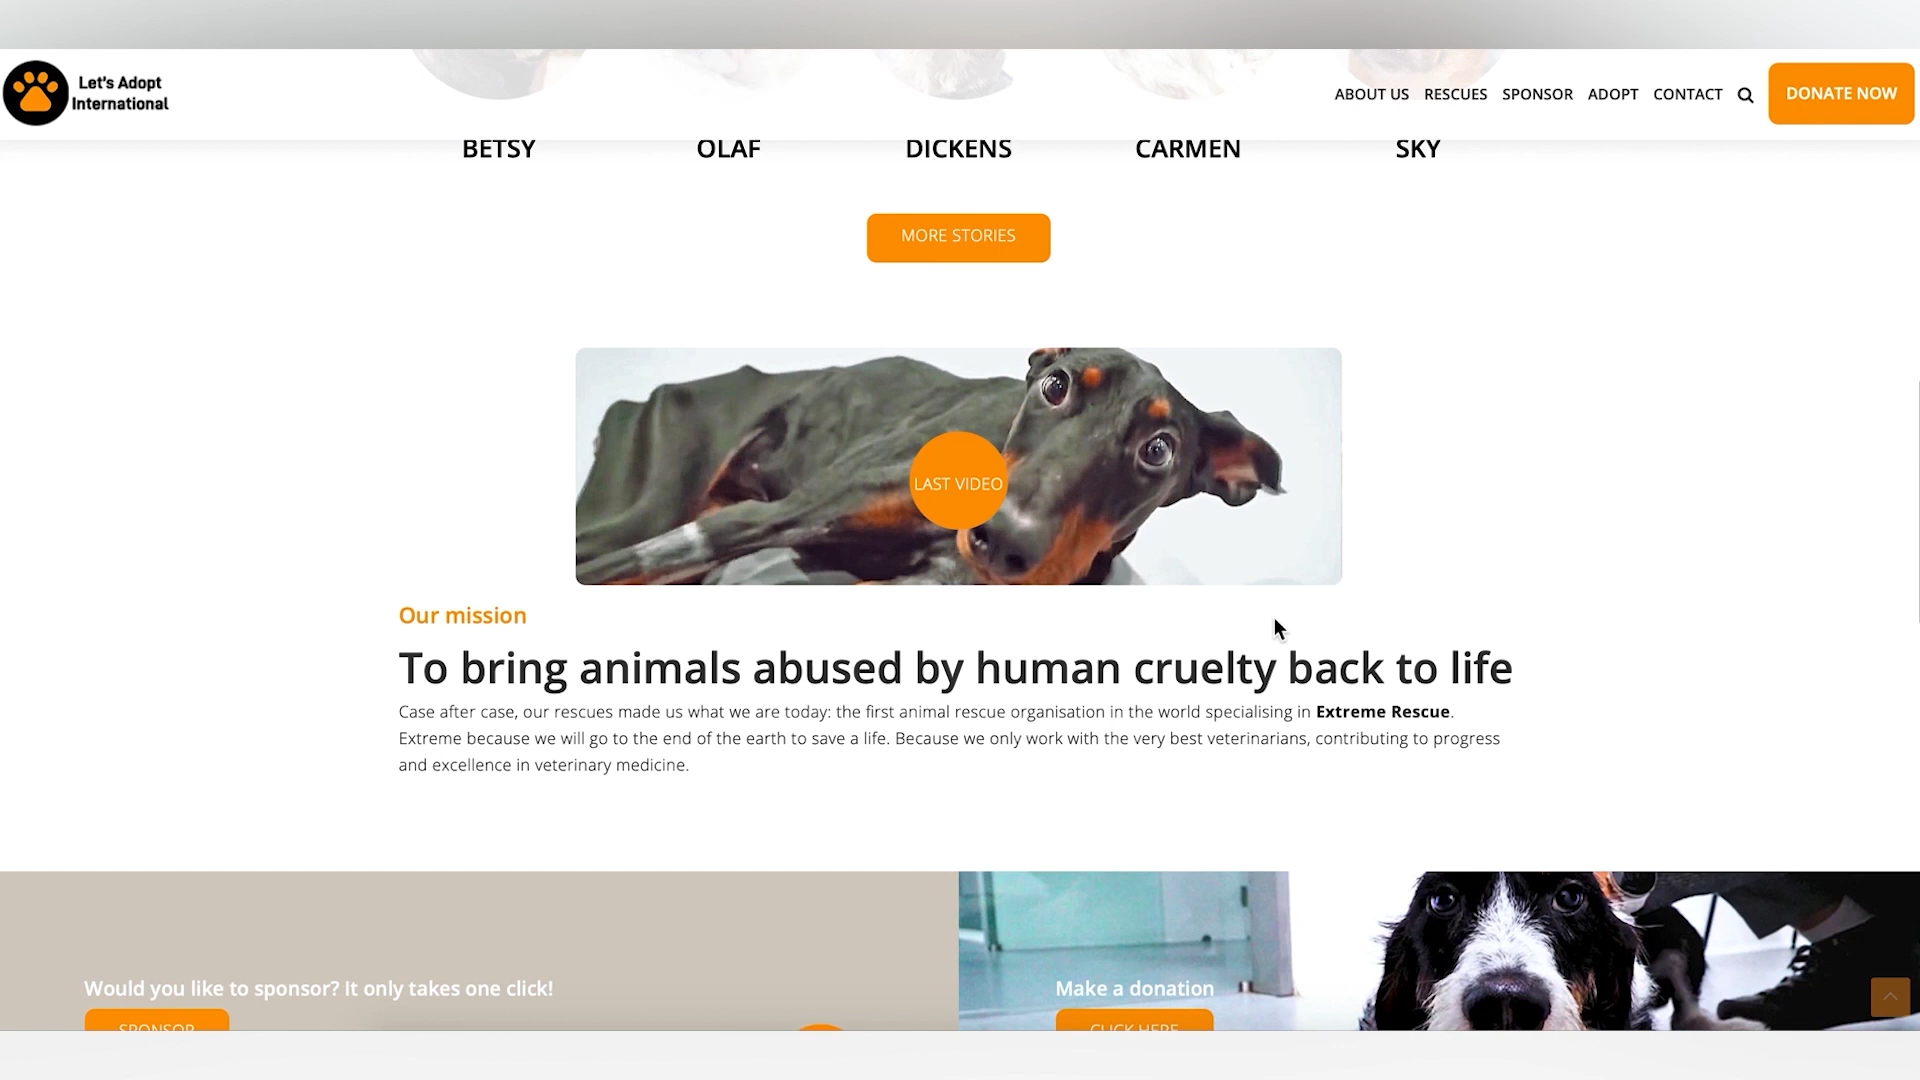 Let's Adopt
International
ABOUT US RESCUES SPONSOR ADOPT CONTACT
DONATE NOW
BETSY OLAF DICKENS CARMEN SKY
MORE STORIES
LAST VIDEO
Our mission
To bring animals abused by human cruelty back to life
Case after case, our rescues made us what we are today: the first animal rescue organisation in the world specialising in Extreme Rescue.
Extreme because we will go to the end of the earth to save a life. Because we only work with the very best veterinarians, contributing to progress
and excellence in veterinary medicine.
Would you like to sponsor? It only takes one click!
Make a donation
SPONSOR
CLICK HERE